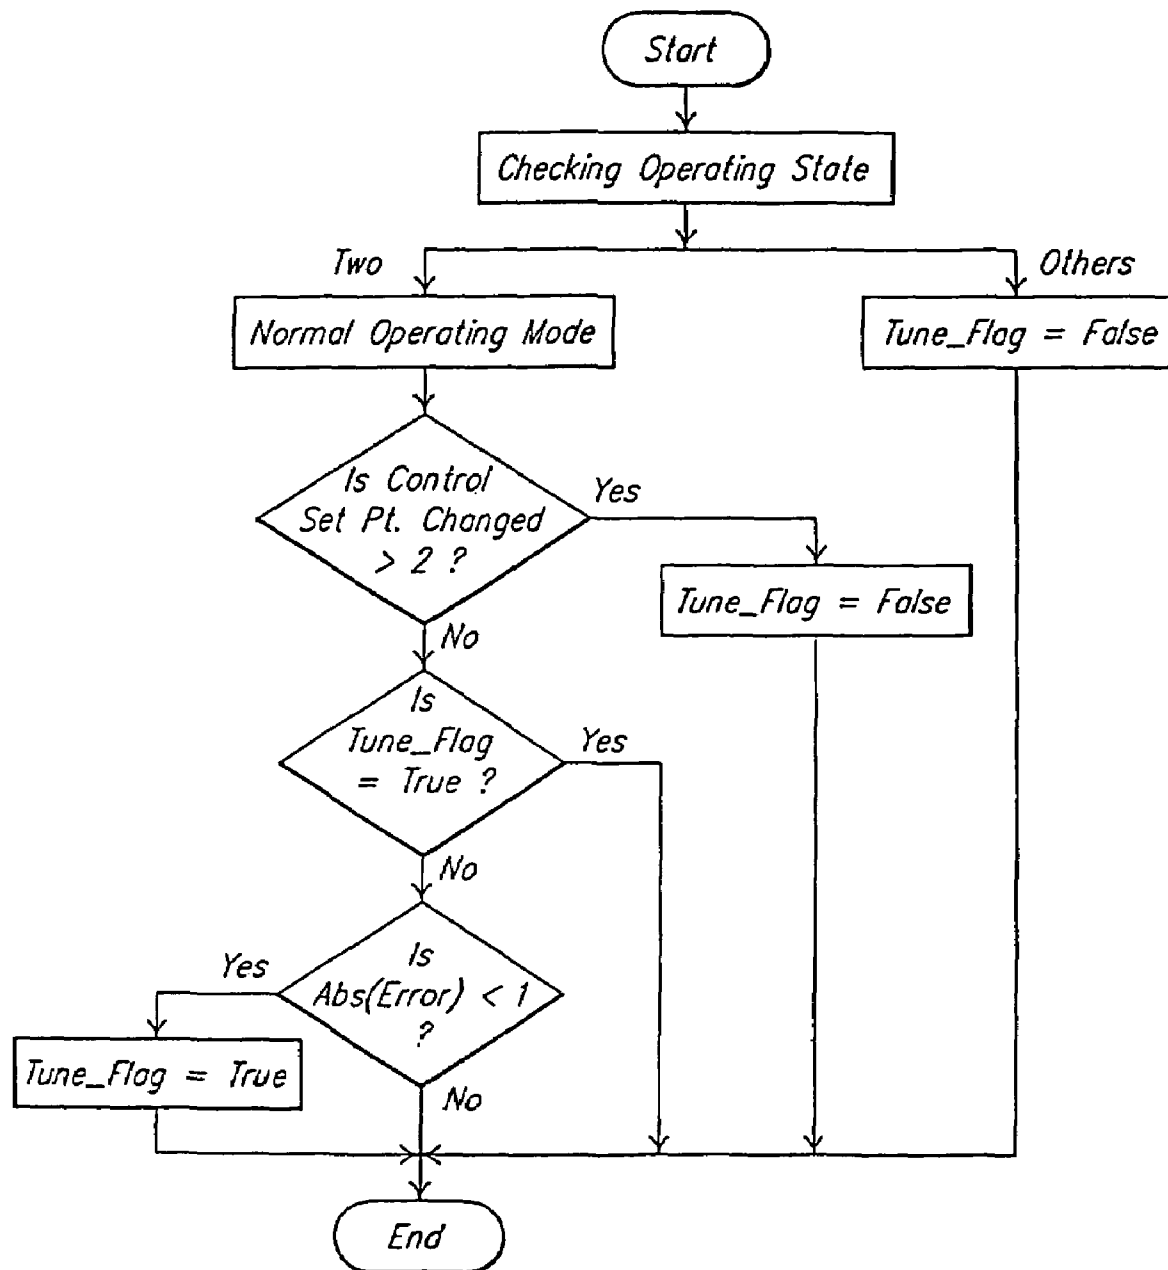 Start
Checking Operating State
Two
Others
Normal Operating Mode
Tune_Flag = False
Is Control
Set Pt. Changed
> 2 ?
Yes
Tune_Flag = False
No
Is
Tune_Flag
= True ?
Yes
No
Is
Abs(Error) < 1
?
Yes
Tune_Flag = True
No
End